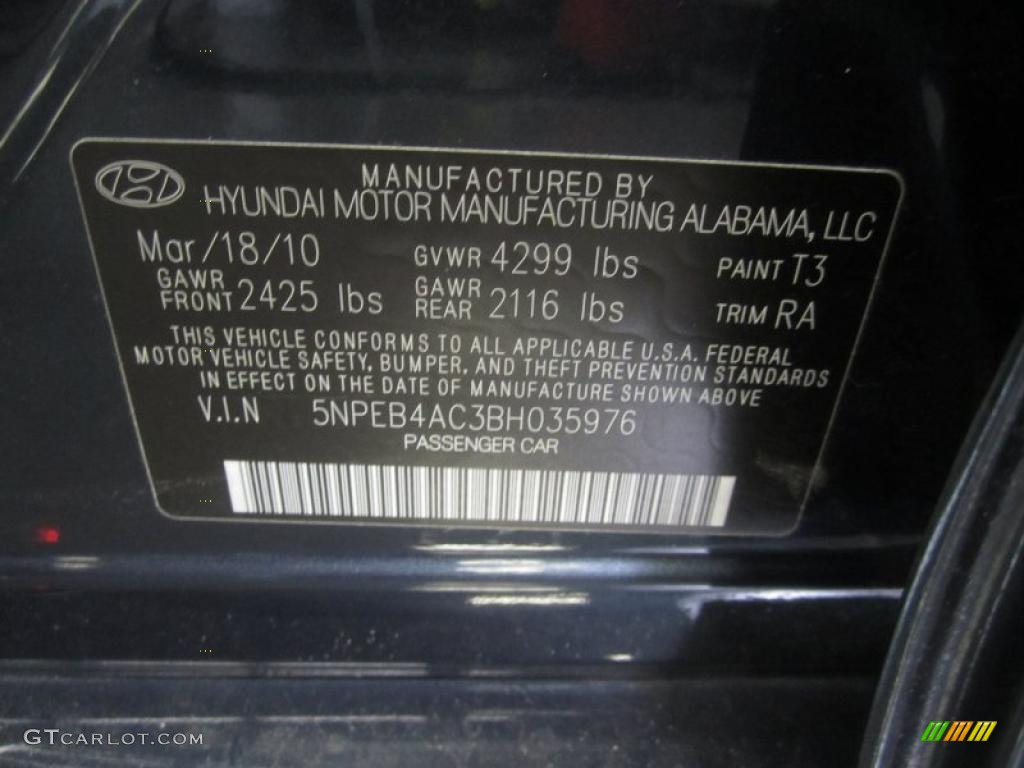 MANUFACTURED BY
HYUNDAI MOTOR MANUFACTURING ALABAMA, LLC
Mar/18/10 GVWR 4299 lbs PAINT T3
GAWR FRONT 2425 lbs GAWR REAR 2116 lbs TRIM RA
THIS VEHICLE CONFORMS TO ALL APPLICABLE U.S.A. FEDERAL
MOTOR VEHICLE SAFETY, BUMPER, AND THEFT PREVENTION STANDARDS
IN EFFECT ON THE DATE OF MANUFACTURE SHOWN ABOVE
V.I.N 5NPEB4AC3BH035976
PASSENGER CAR
GTCARLOT.COM